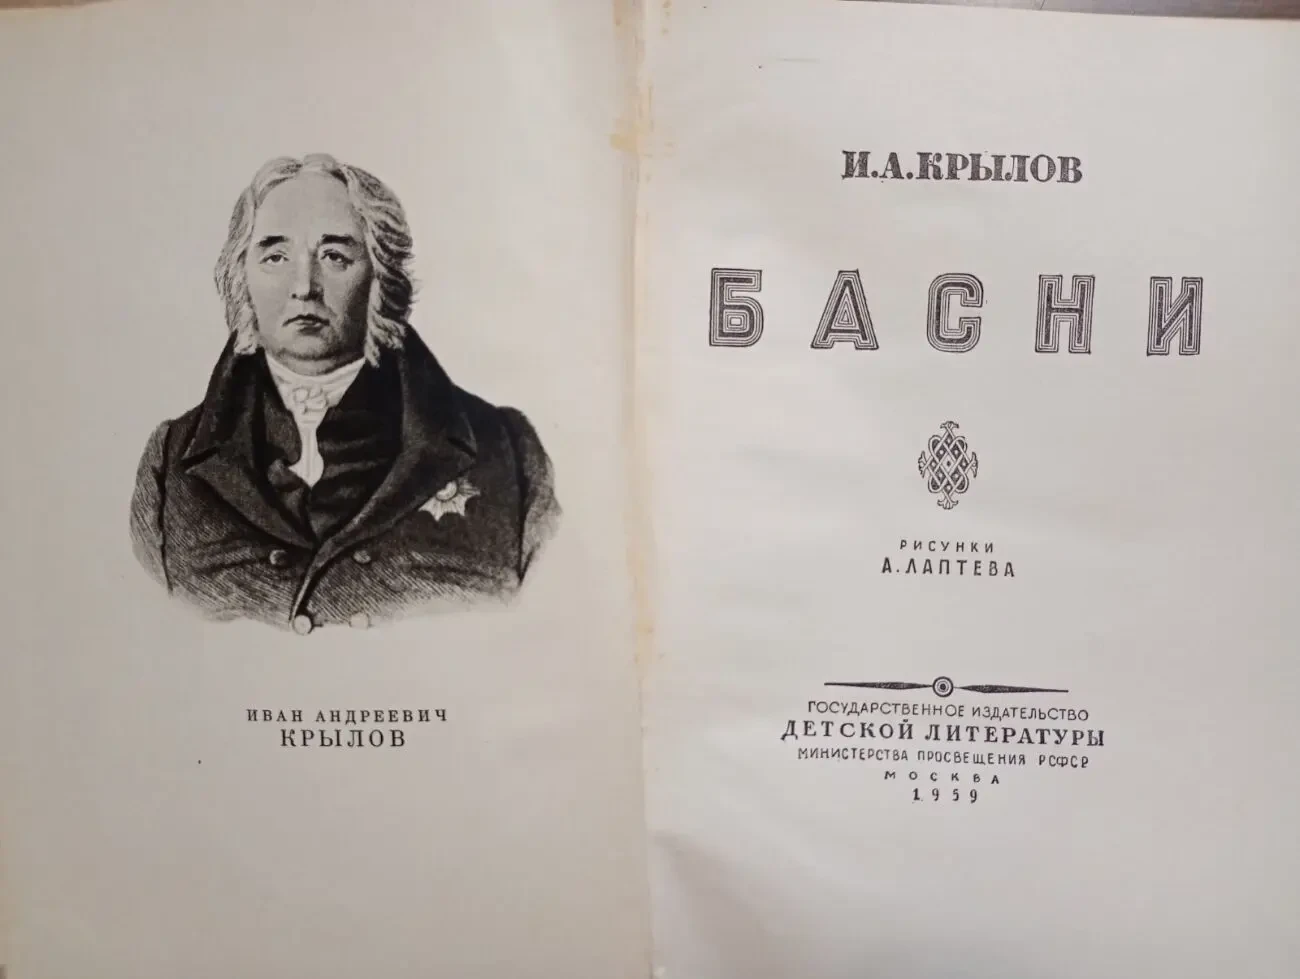 ИВАН АНДРЕЕВИЧ
КРЫЛОВ
И.А.КРЫЛОВ
БАСНИ
РИСУНКИ
А.ЛАПТЕВА
ГОСУДАРСТВЕННОЕ ИЗДАТЕЛЬСТВО
ДЕТСКОЙ ЛИТЕРАТУРЫ
МИНИСТЕРСТВА ПРОСВЕЩЕНИЯ РСФСР
МОСКВА
1959